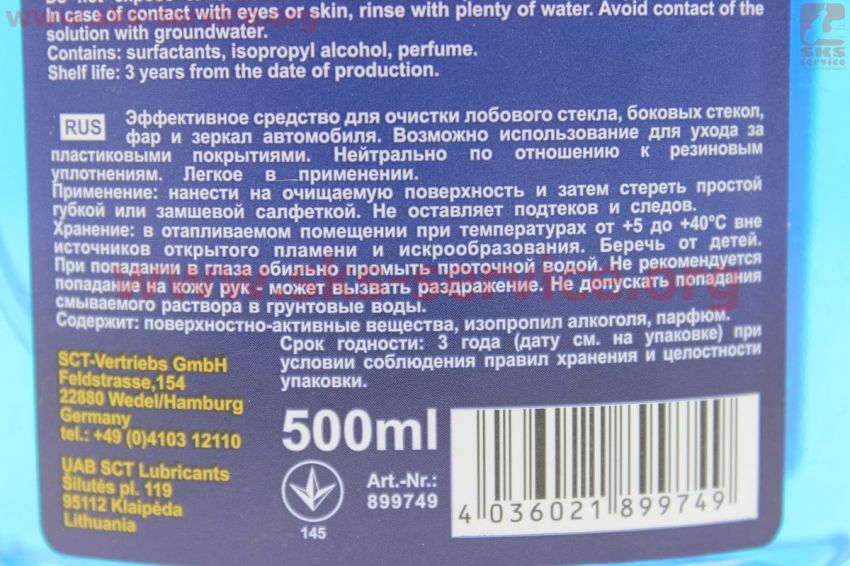 In case of contact with eyes or skin, rinse with plenty of water. Avoid contact of the
solution with groundwater.
Contains: surfactants, isopropyl alcohol, perfume.
Shelf life: 3 years from the date of production.
RUS Эффективное средство для очистки лобового стекла, боковых стекол,
фар и зеркал автомобиля. Возможно использование для ухода за
пластиковыми покрытиями. Нейтрально по отношению к резиновым
уплотнениям. Легкое в применении.
Применение: нанести на очищаемую поверхность и затем стереть простой
губкой или замшевой салфеткой. Не оставляет подтеков и следов.
Хранение: в отапливаемом помещении при температурах от +5 до +40°С вне
источников открытого пламени и искрообразования. Беречь от детей.
При попадании в глаза обильно промыть проточной водой. Не рекомендуется
попадание на кожу рук - может вызвать раздражение. Не допускать попадания
смываемого раствора в грунтовые воды.
Содержит: поверхностно-активные вещества, изопропил алкоголя, парфюм.
Срок годности: 3 года (дату см. на упаковке) при
условии соблюдения правил хранения и целостности
упаковки.
SCT-Vertriebs GmbH
Feldstrasse,154
22880 Wedel/Hamburg
Germany
tel.: +49 (0)4103 12110
UAB SCT Lubricants
Šilutės pl. 119
95112 Klaipėda
Lithuania
500ml
145
Art.-Nr.:
899749
4 036021 899749
SKS
service